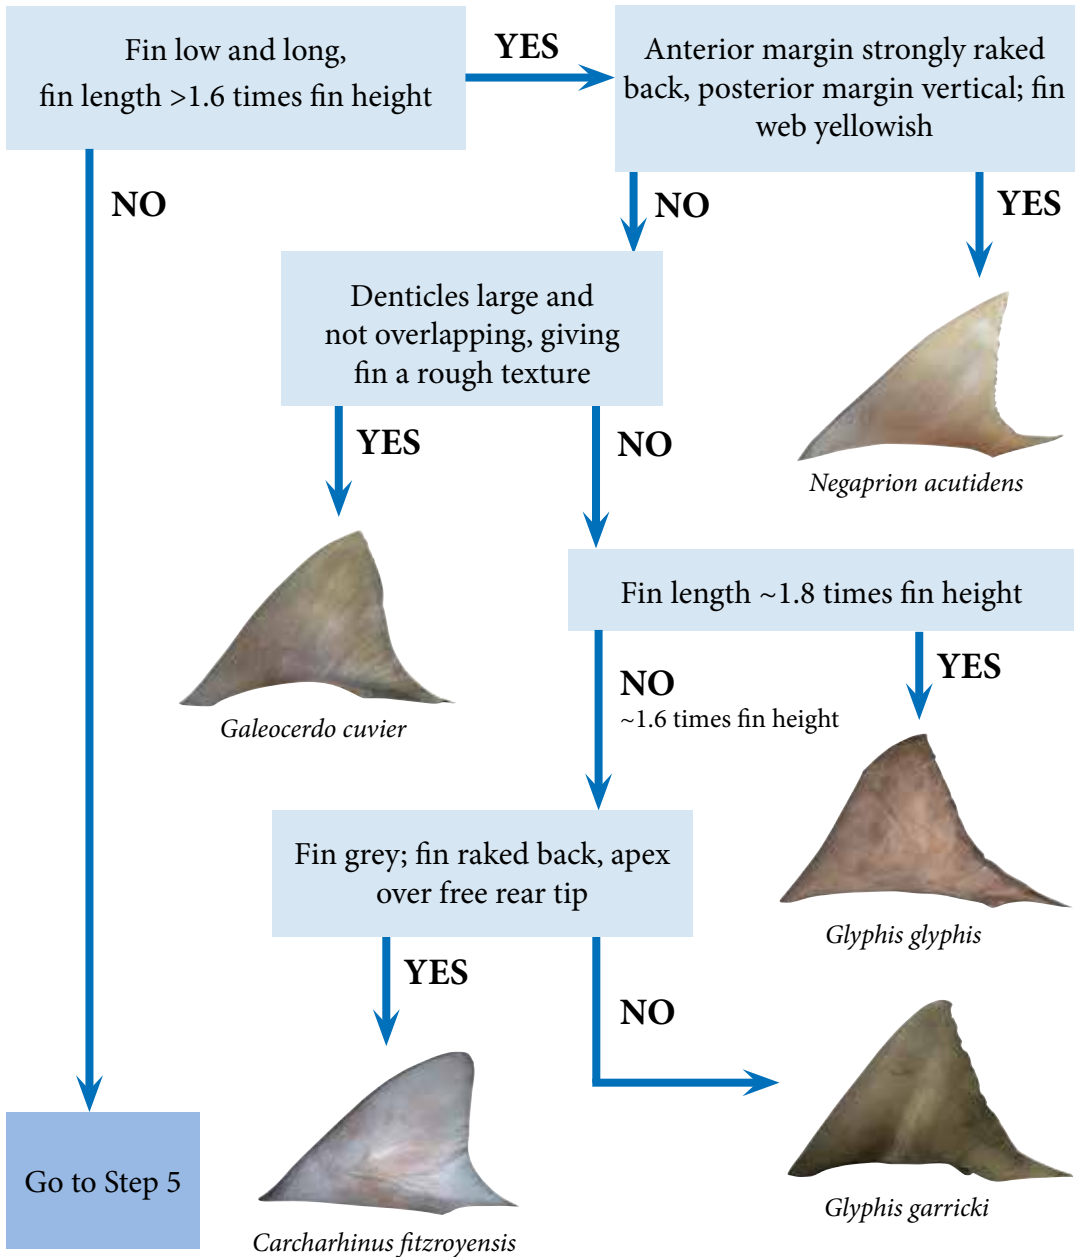 Fin low and long,
fin length >1.6 times fin height
YES
Anterior margin strongly raked
back, posterior margin vertical; fin
web yellowish
NO
NO
YES
Denticles large and
not overlapping, giving
fin a rough texture
YES
NO
Negaprion acutidens
Fin length ~1.8 times fin height
Galeocerdo cuvier
NO
~1.6 times fin height
YES
Fin grey; fin raked back, apex
over free rear tip
Glyphis glyphis
YES
NO
Go to Step 5
Glyphis garricki
Carcharhinus fitzroyensis